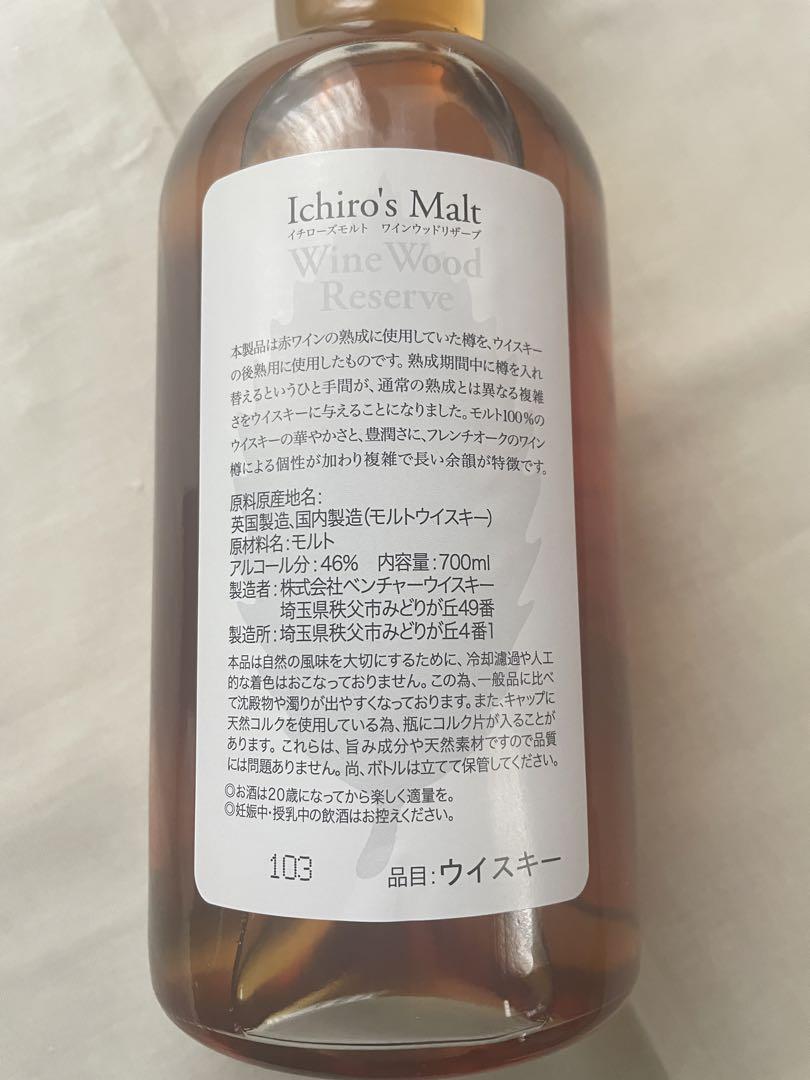 Ichiro's Malt
イチローズモルト　ワインウッドリザーブ
Wine Wood
Reserve
本製品は赤ワインの熟成に使用していた樽を、ウイスキー
の後熟用に使用したものです。熟成期間中に樽を入れ
替えるというひと手間が、通常の熟成とは異なる複雑
さをウイスキーに与えることになりました。モルト100%の
ウイスキーの華やかさと、豊潤さに、フレンチオークのワイン
樽による個性が加わり複雑で長い余韻が特徴です。
原料原産地名：
英国製造、国内製造（モルトウイスキー）
原材料名：モルト
アルコール分：46%　内容量：700ml
製造者：株式会社ベンチャーウイスキー
埼玉県秩父市みどりが丘49番
製造所：埼玉県秩父市みどりが丘4番1
本品は自然の風味を大切にするために、冷却濾過や人工
的な着色はおこなっておりません。この為、一般品に比べ
て沈殿物や濁りが出やすくなっております。また、キャップに
天然コルクを使用している為、瓶にコルク片が入ることが
あります。これらは、旨み成分や天然素材ですので品質
には問題ありません。尚、ボトルは立てて保管してください。
◎お酒は20歳になってから楽しく適量を。
◎妊娠中・授乳中の飲酒はお控えください。
103　品目：ウイスキー